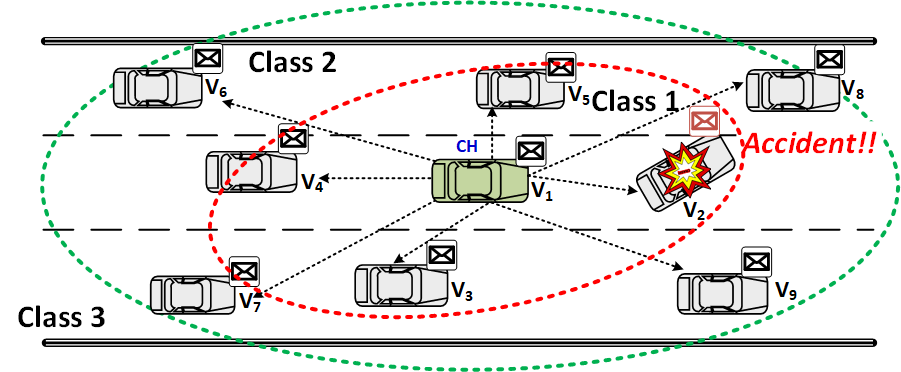 Class 2
V6
V5
Class 1
V8
CH
Accident!!
V4
V1
V2
V7
V3
V9
Class 3